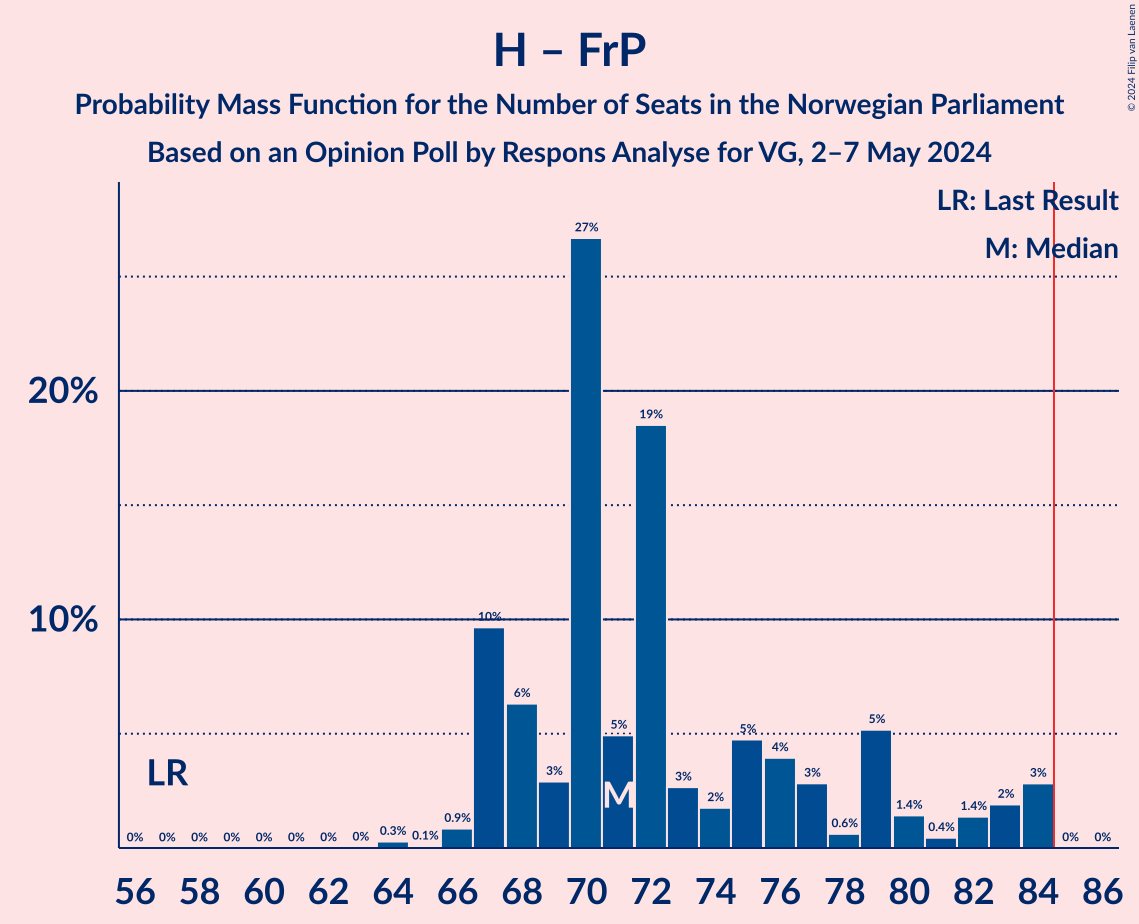 H – FrP
Probability Mass Function for the Number of Seats in the Norwegian Parliament
Based on an Opinion Poll by Respons Analyse for VG, 2–7 May 2024
© 2024 Filip van Laenen
LR: Last Result
M: Median
20%
10%
LR
M
0% 0% 0% 0% 0% 0% 0% 0% 0.3% 0.1% 0.9% 10% 6% 3% 27% 5% 19% 3% 2% 5% 4% 3% 0.6% 5% 1.4% 0.4% 1.4% 2% 3% 0% 0%
56 58 60 62 64 66 68 70 72 74 76 78 80 82 84 86